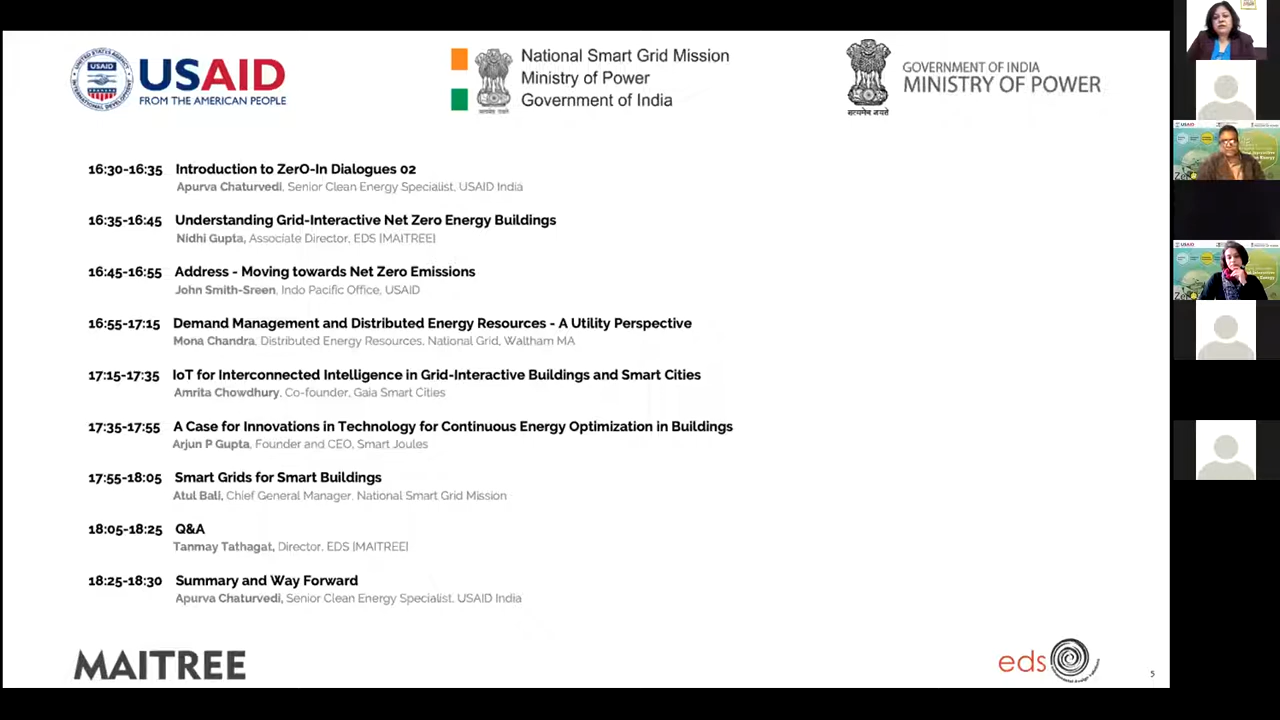 USAID
FROM THE AMERICAN PEOPLE
National Smart Grid Mission
Ministry of Power
Government of India
सत्यमेव जयते
GOVERNMENT OF INDIA
MINISTRY OF POWER
16:30-16:35 Introduction to ZerO-In Dialogues 02
Apurva Chaturvedi, Senior Clean Energy Specialist, USAID India
16:35-16:45 Understanding Grid-Interactive Net Zero Energy Buildings
Nidhi Gupta, Associate Director, EDS [MAITREE]
16:45-16:55 Address - Moving towards Net Zero Emissions
John Smith-Sreen, Indo Pacific Office, USAID
16:55-17:15 Demand Management and Distributed Energy Resources - A Utility Perspective
Mona Chandra, Distributed Energy Resources, National Grid, Waltham MA
17:15-17:35 IoT for Interconnected Intelligence in Grid-Interactive Buildings and Smart Cities
Amrita Chowdhury, Co-founder, Gaia Smart Cities
17:35-17:55 A Case for Innovations in Technology for Continuous Energy Optimization in Buildings
Arjun P Gupta, Founder and CEO, Smart Joules
17:55-18:05 Smart Grids for Smart Buildings
Atul Bali, Chief General Manager, National Smart Grid Mission
18:05-18:25 Q&A
Tanmay Tathagat, Director, EDS [MAITREE]
18:25-18:30 Summary and Way Forward
Apurva Chaturvedi, Senior Clean Energy Specialist, USAID India
MAITREE
eds
5